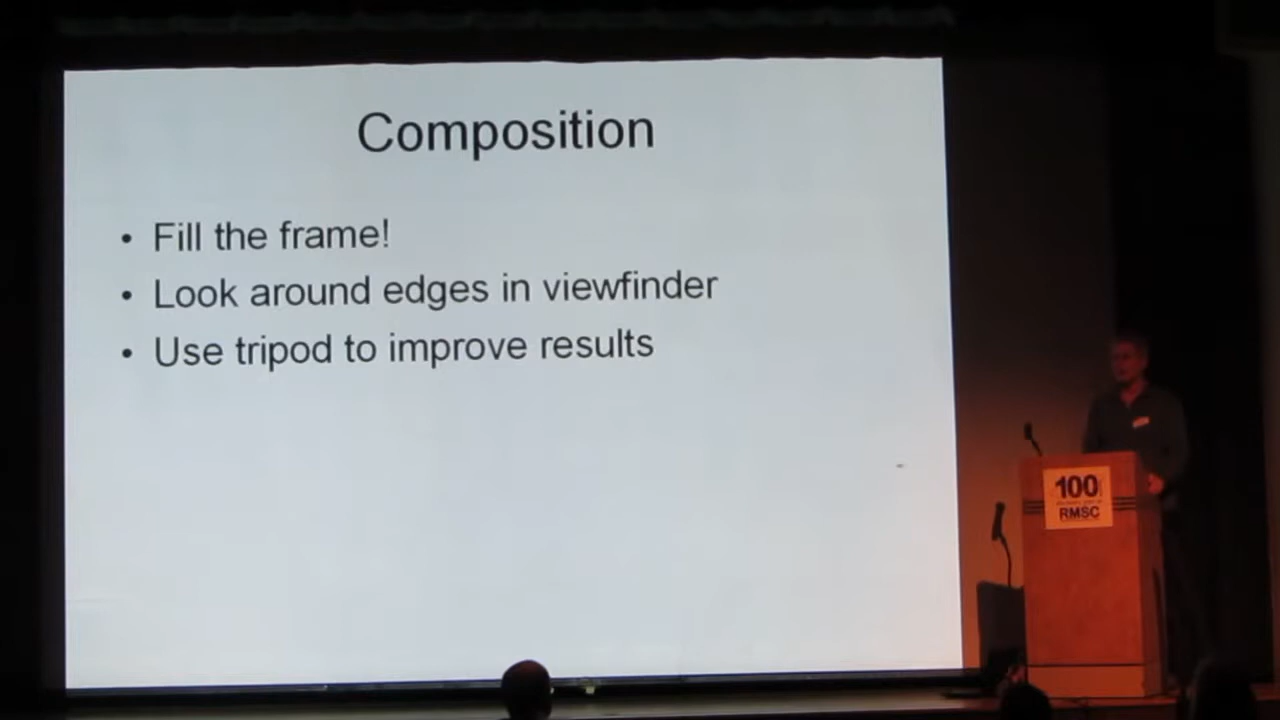 Composition
• Fill the frame!
• Look around edges in viewfinder
• Use tripod to improve results
100
RMSC